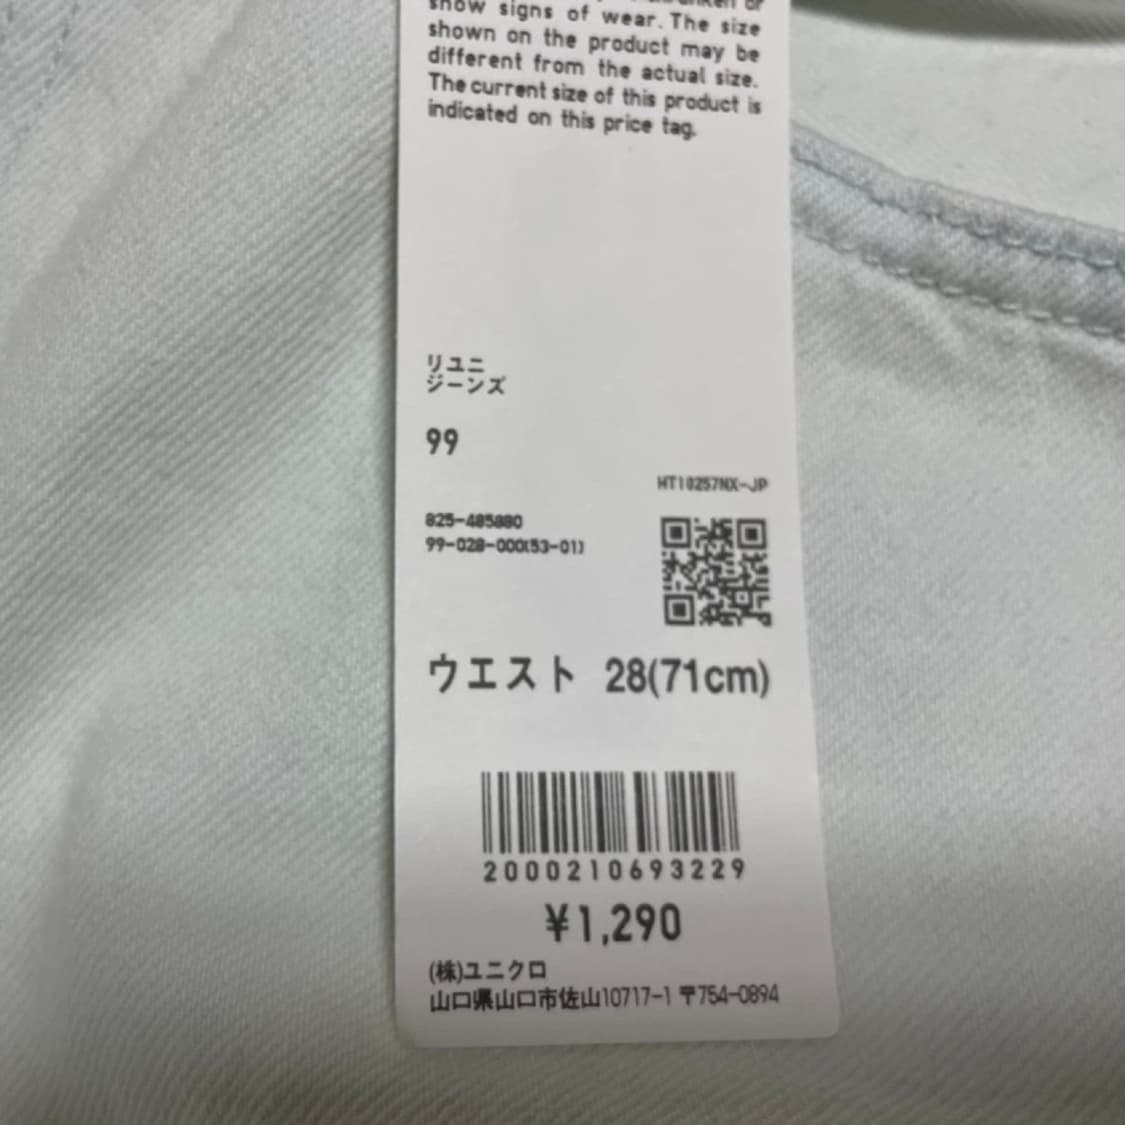 show signs of wear. The size
shown on the product may be
different from the actual size.
The current size of this product is
indicated on this price tag.
リユニ
ジーンズ
99
HT10257NX-JP
825-485880
99-028-000(53-01)
ウエスト 28(71cm)
2000210693229
¥1,290
(株)ユニクロ
山口県山口市佐山10717-1 〒754-0894